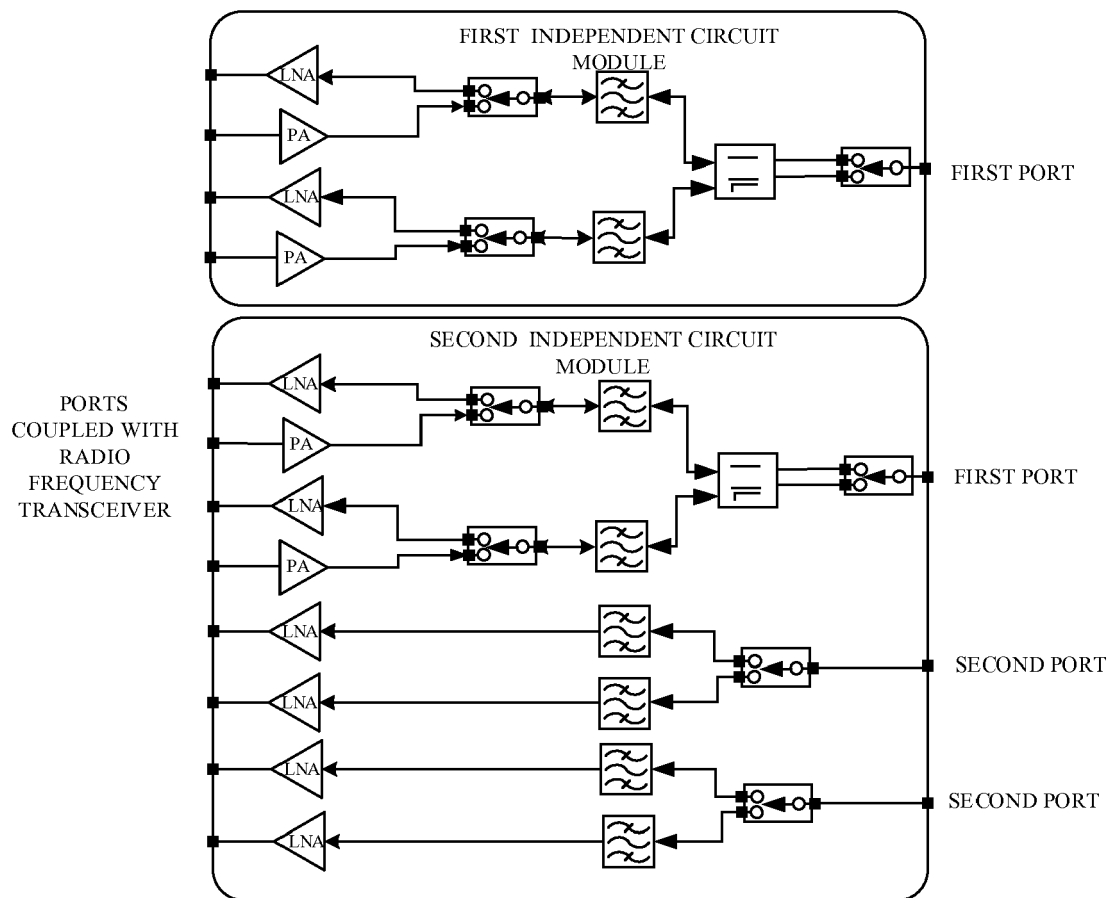 FIRST INDEPENDENT CIRCUIT
MODULE
LNA
PA
LNA
PA
FIRST PORT
SECOND INDEPENDENT CIRCUIT
MODULE
PORTS
COUPLED WITH
RADIO
FREQUENCY
TRANSCEIVER
LNA
PA
LNA
PA
LNA
LNA
LNA
LNA
FIRST PORT
SECOND PORT
SECOND PORT